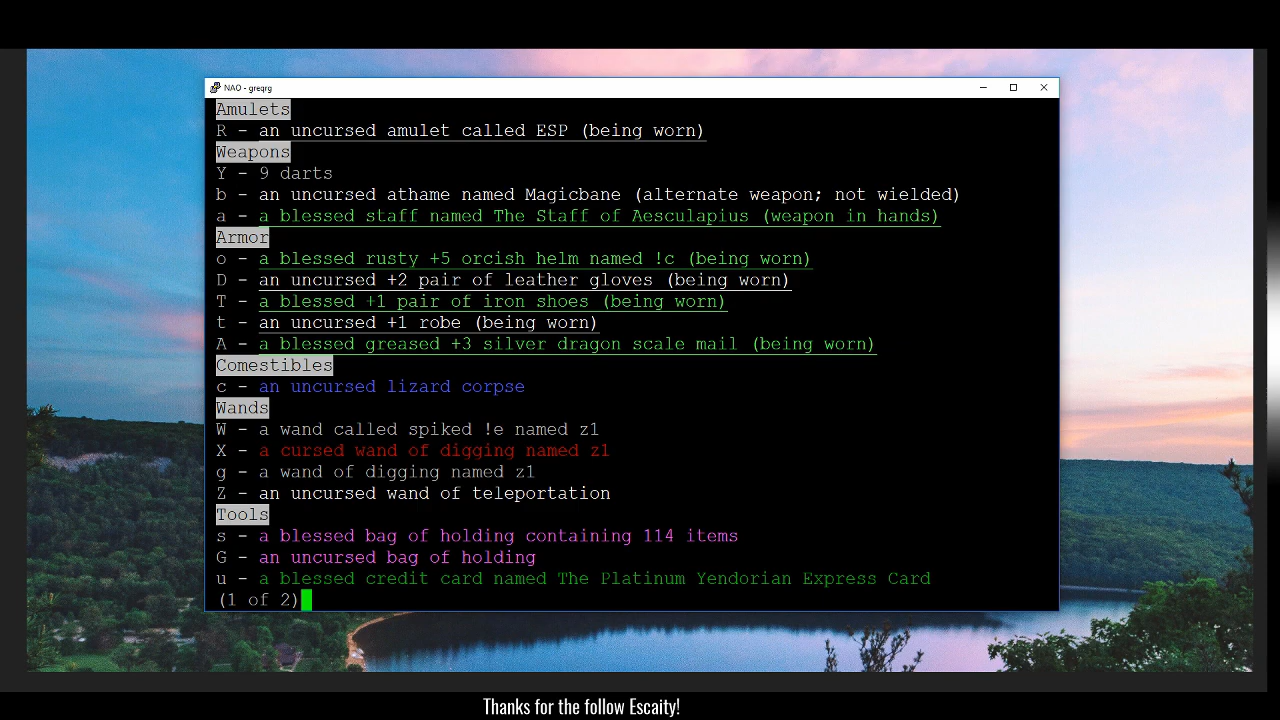 NAO - greqrg
Amulets
R - an uncursed amulet called ESP (being worn)
Weapons
Y - 9 darts
b - an uncursed athame named Magicbane (alternate weapon; not wielded)
a - a blessed staff named The Staff of Aesculapius (weapon in hands)
Armor
o - a blessed rusty +5 orcish helm named !c (being worn)
D - an uncursed +2 pair of leather gloves (being worn)
T - a blessed +1 pair of iron shoes (being worn)
t - an uncursed +1 robe (being worn)
A - a blessed greased +3 silver dragon scale mail (being worn)
Comestibles
c - an uncursed lizard corpse
Wands
W - a wand called spiked !e named z1
X - a cursed wand of digging named z1
g - a wand of digging named z1
Z - an uncursed wand of teleportation
Tools
s - a blessed bag of holding containing 114 items
G - an uncursed bag of holding
u - a blessed credit card named The Platinum Yendorian Express Card
(1 of 2)
Thanks for the follow Escaity!